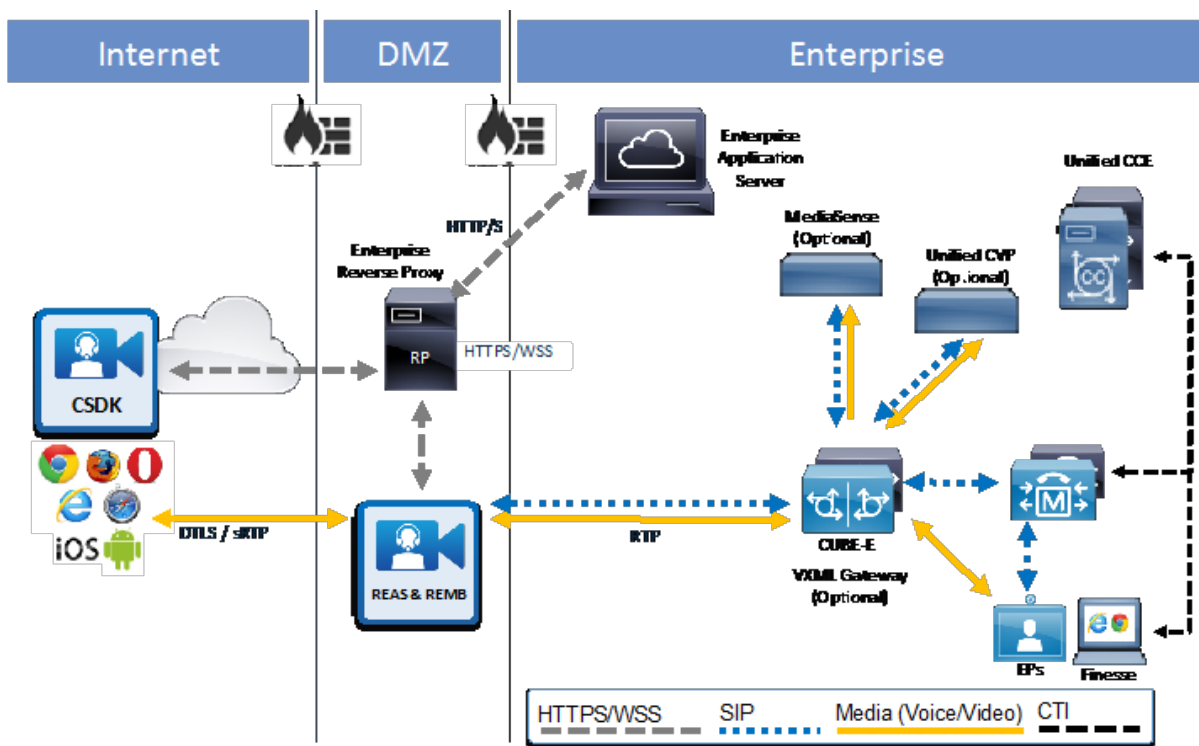 Internet
DMZ
Enterprise
Enterprise
Application
Server
Unified CCE
MediaSense
(Optional)
HTTP/S
Enterprise
Reverse Proxy
Unified CVP
(Optional)
CC
RP
HTTPS/WSS
CSDK
M
iOS
DTLS / sRTP
RTP
CUBE-E
REAS & REMB
VXML Gateway
(Optional)
EPs
Finesse
HTTPS/WSS
SIP
Media (Voice/Video)
CTI